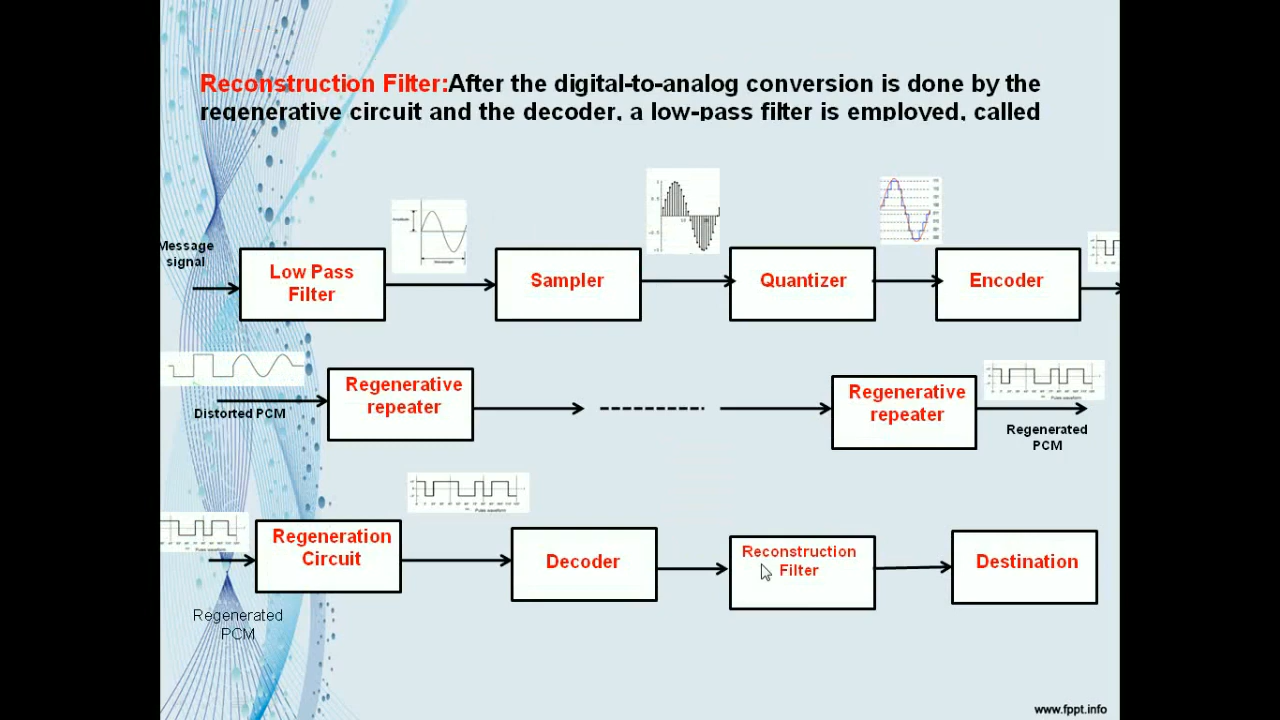 Reconstruction Filter:After the digital-to-analog conversion is done by the
regenerative circuit and the decoder, a low-pass filter is employed, called
Message
signal
Low Pass
Filter
Sampler
Quantizer
Encoder
Distorted PCM
Regenerative
repeater
Regenerative
repeater
Regenerated
PCM
Regeneration
Circuit
Decoder
Reconstruction
Filter
Destination
Regenerated
PCM
www.fppt.info